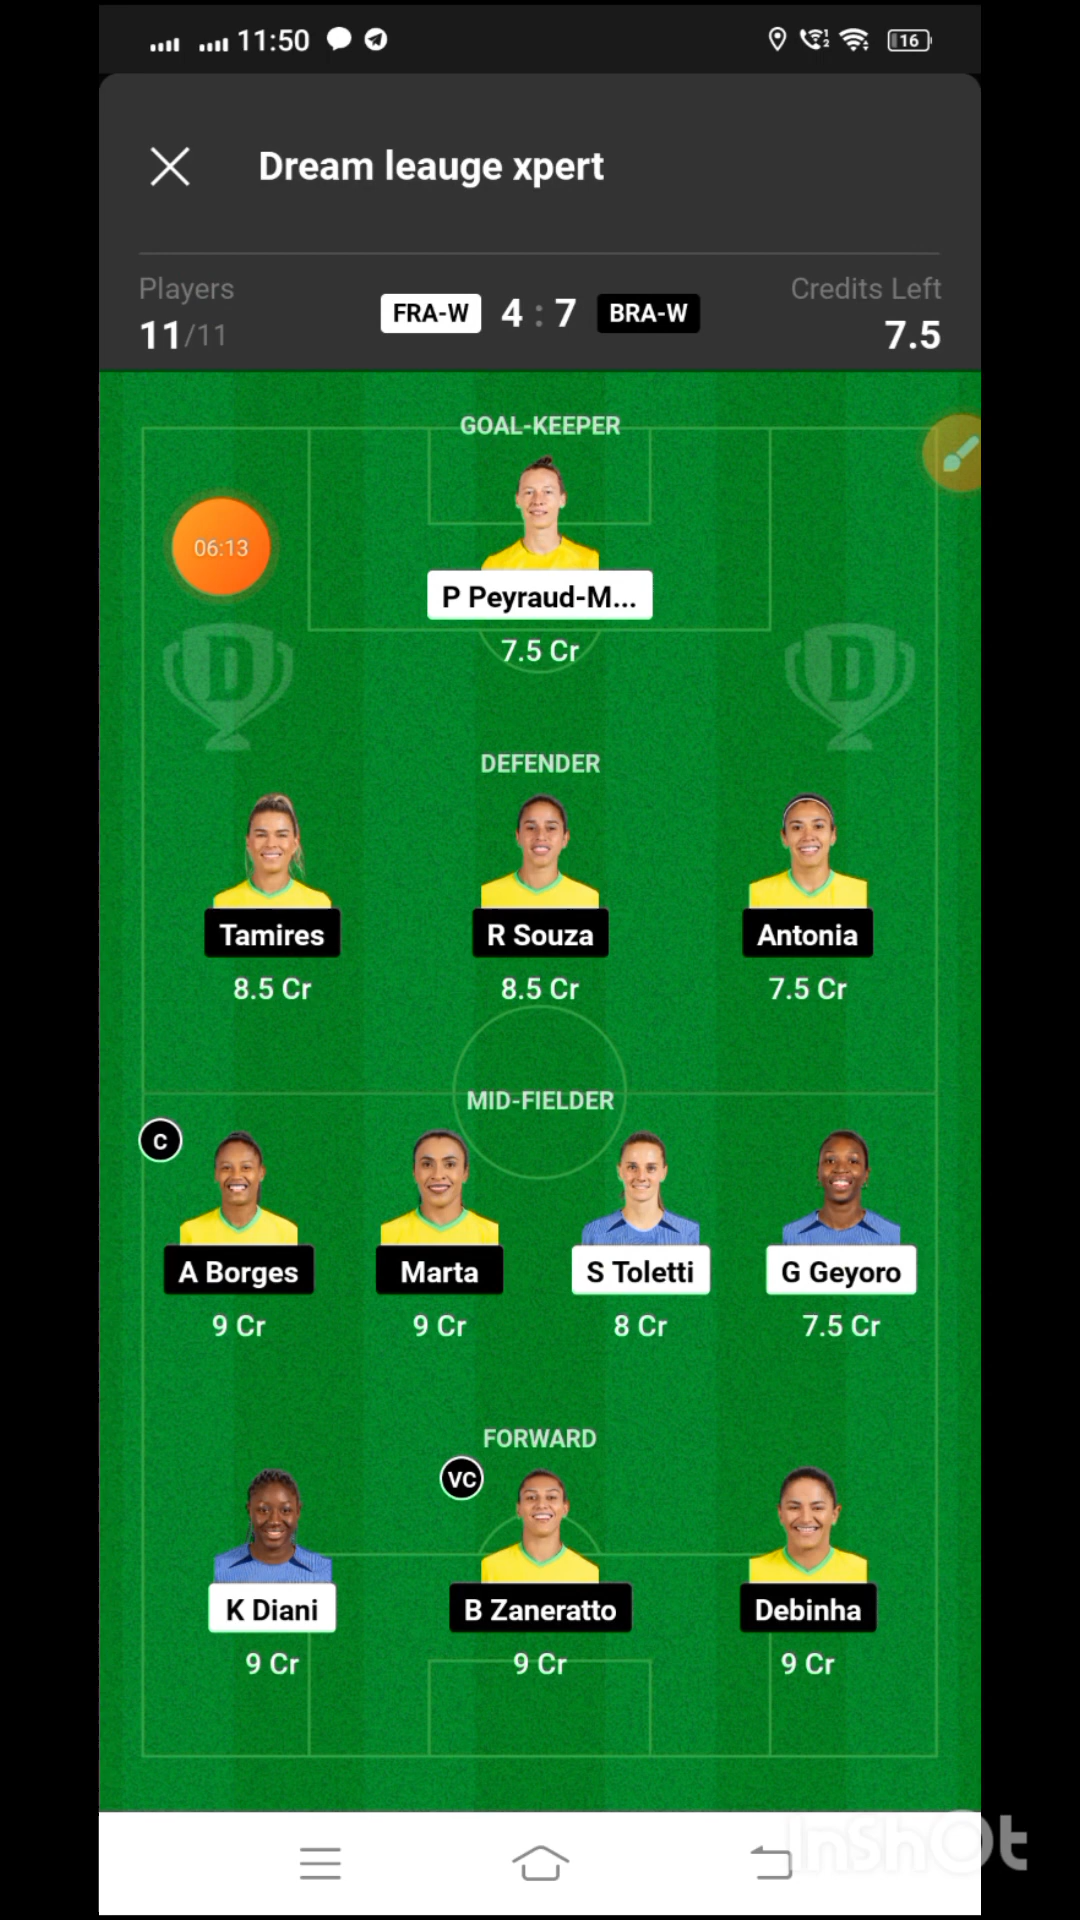 11:50
16
Dream leauge xpert
Players
Credits Left
11/11
FRA-W 4 : 7 BRA-W
7.5
GOAL-KEEPER
06:13
P Peyraud-M...
7.5 Cr
D D
DEFENDER
Tamires R Souza Antonia
8.5 Cr 8.5 Cr 7.5 Cr
MID-FIELDER
C
A Borges Marta S Toletti G Geyoro
9 Cr 9 Cr 8 Cr 7.5 Cr
FORWARD
VC
K Diani B Zaneratto Debinha
9 Cr 9 Cr 9 Cr
InShOt